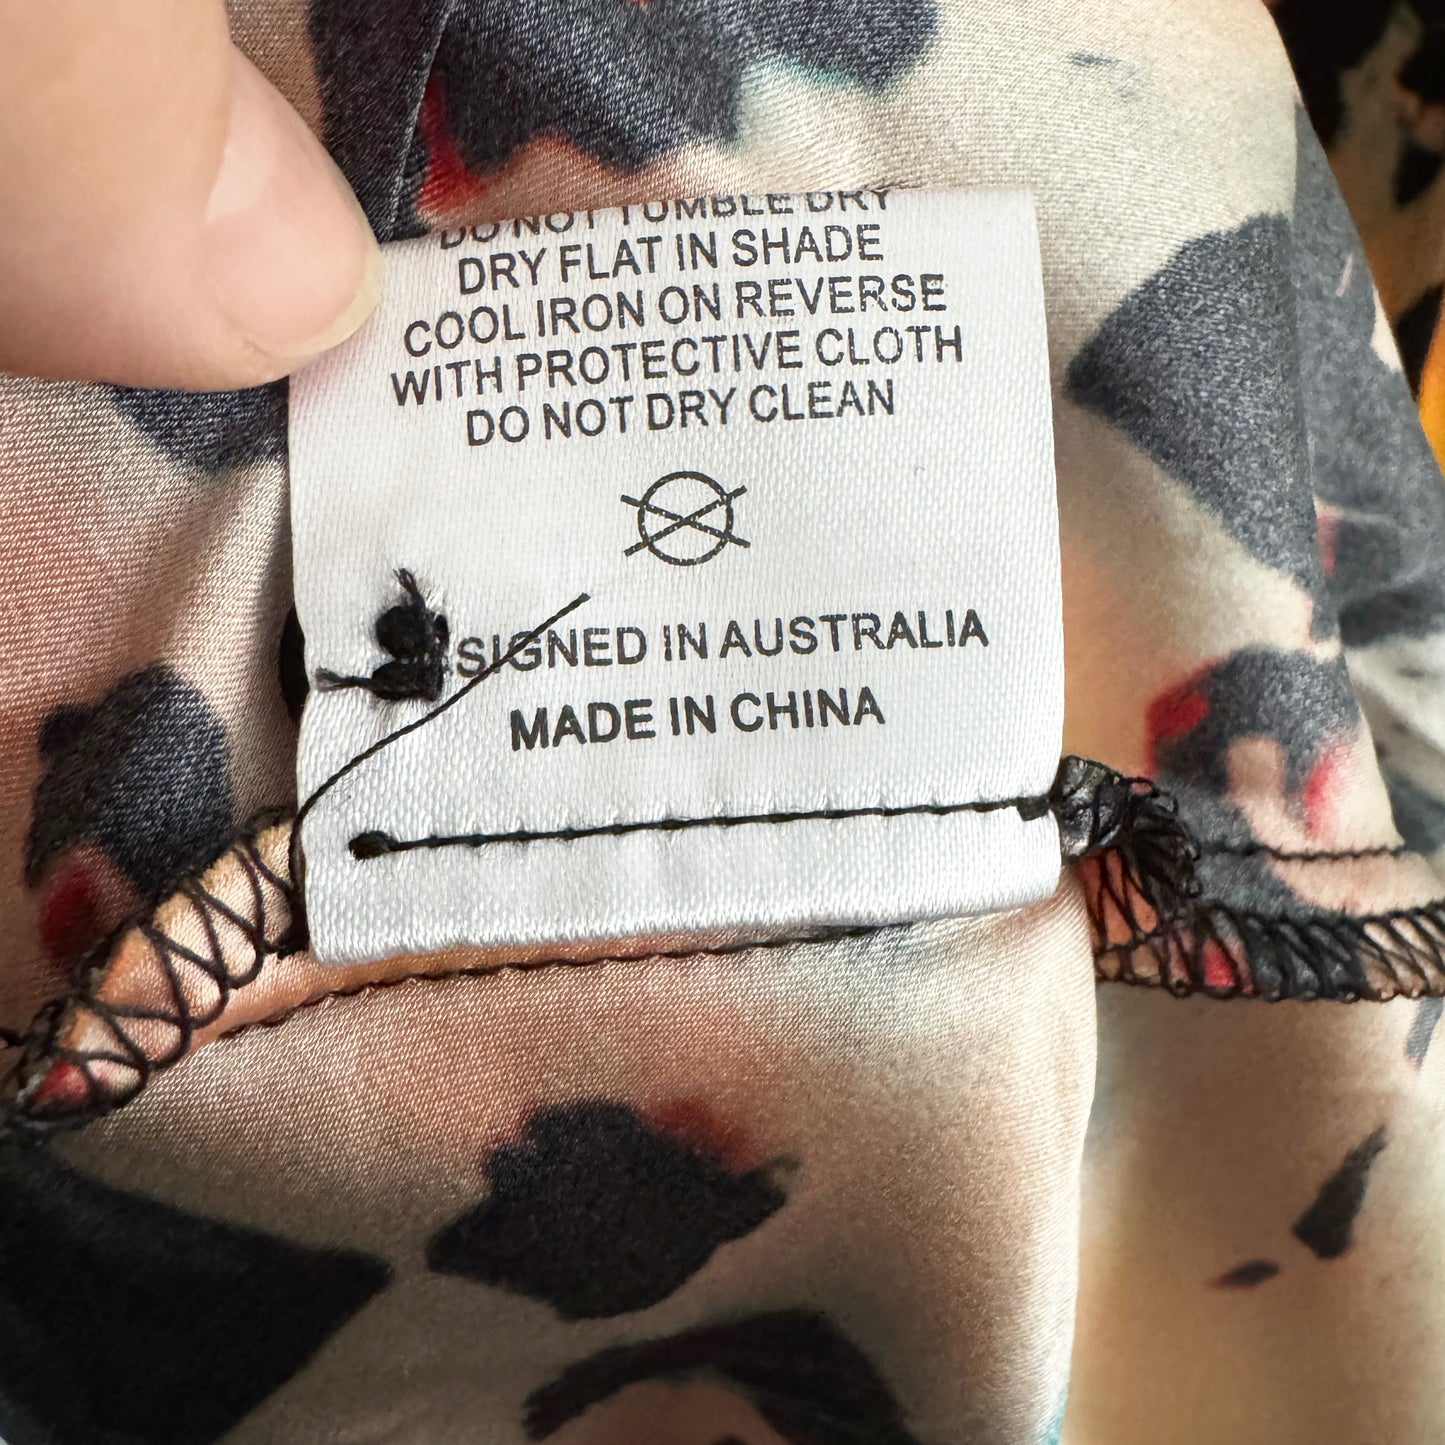 DO NOT TUMBLE DRY
DRY FLAT IN SHADE
COOL IRON ON REVERSE
WITH PROTECTIVE CLOTH
DO NOT DRY CLEAN
SIGNED IN AUSTRALIA
MADE IN CHINA